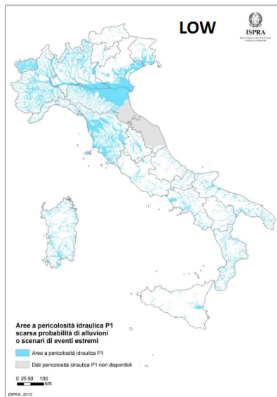 LOW
ISPRA
Aree a pericolosità idraulica P1
scarsa probabilità di alluvioni
o scenari di eventi estremi
Aree a pericolosità idraulica P1
Dati pericolosità idraulica P1 non disponibili
0 25 50 100
Km
ISPRA, 2015